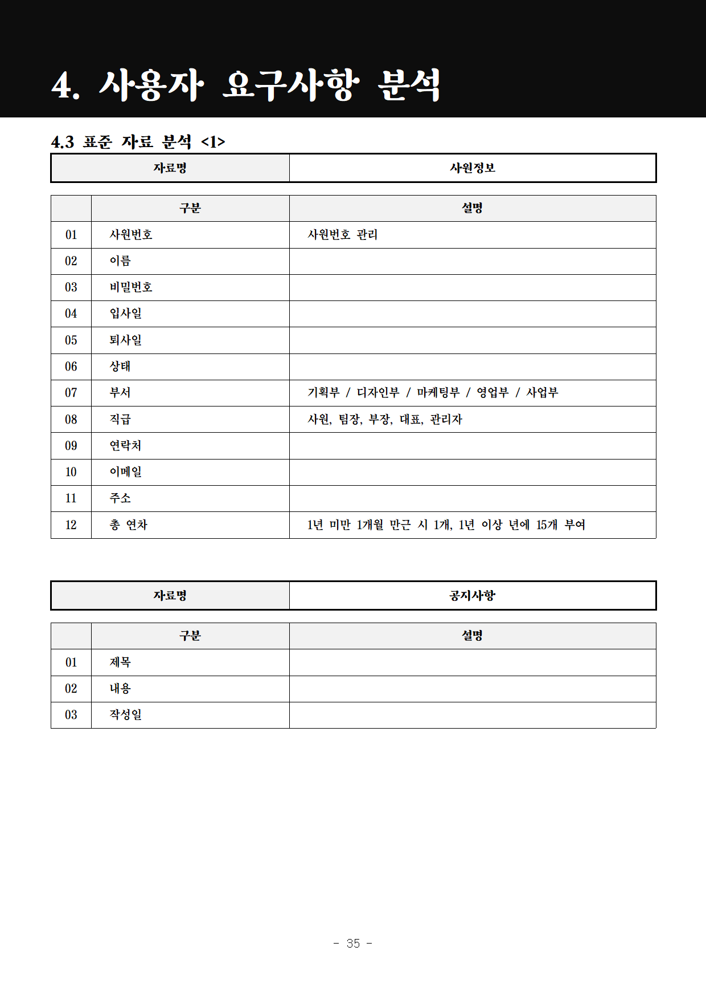 4. 사용자 요구사항 분석
4.3 표준 자료 분석 <1>
자료명 사원정보
구분 설명
01 사원번호 사원번호 관리
02 이름
03 비밀번호
04 입사일
05 퇴사일
06 상태
07 부서 기획부 / 디자인부 / 마케팅부 / 영업부 / 사업부
08 직급 사원, 팀장, 부장, 대표, 관리자
09 연락처
10 이메일
11 주소
12 총 연차 1년 미만 1개월 만근 시 1개, 1년 이상 년에 15개 부여
자료명 공지사항
구분 설명
01 제목
02 내용
03 작성일
- 35 -